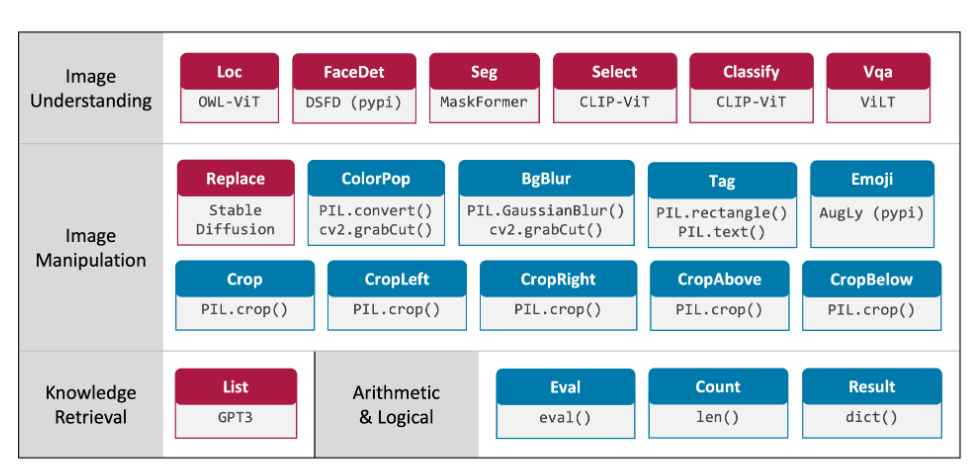 Image
Understanding
Loc
OWL-ViT
FaceDet
DSFD (pypi)
Seg
MaskFormer
Select
CLIP-ViT
Classify
CLIP-ViT
Vqa
ViLT
Image
Manipulation
Replace
Stable
Diffusion
ColorPop
PIL.convert()
cv2.grabCut()
BgBlur
PIL.GaussianBlur()
cv2.grabCut()
Tag
PIL.rectangle()
PIL.text()
Emoji
AugLy (pypi)
Crop
PIL.crop()
CropLeft
PIL.crop()
CropRight
PIL.crop()
CropAbove
PIL.crop()
CropBelow
PIL.crop()
Knowledge
Retrieval
List
GPT3
Arithmetic
& Logical
Eval
eval()
Count
len()
Result
dict()